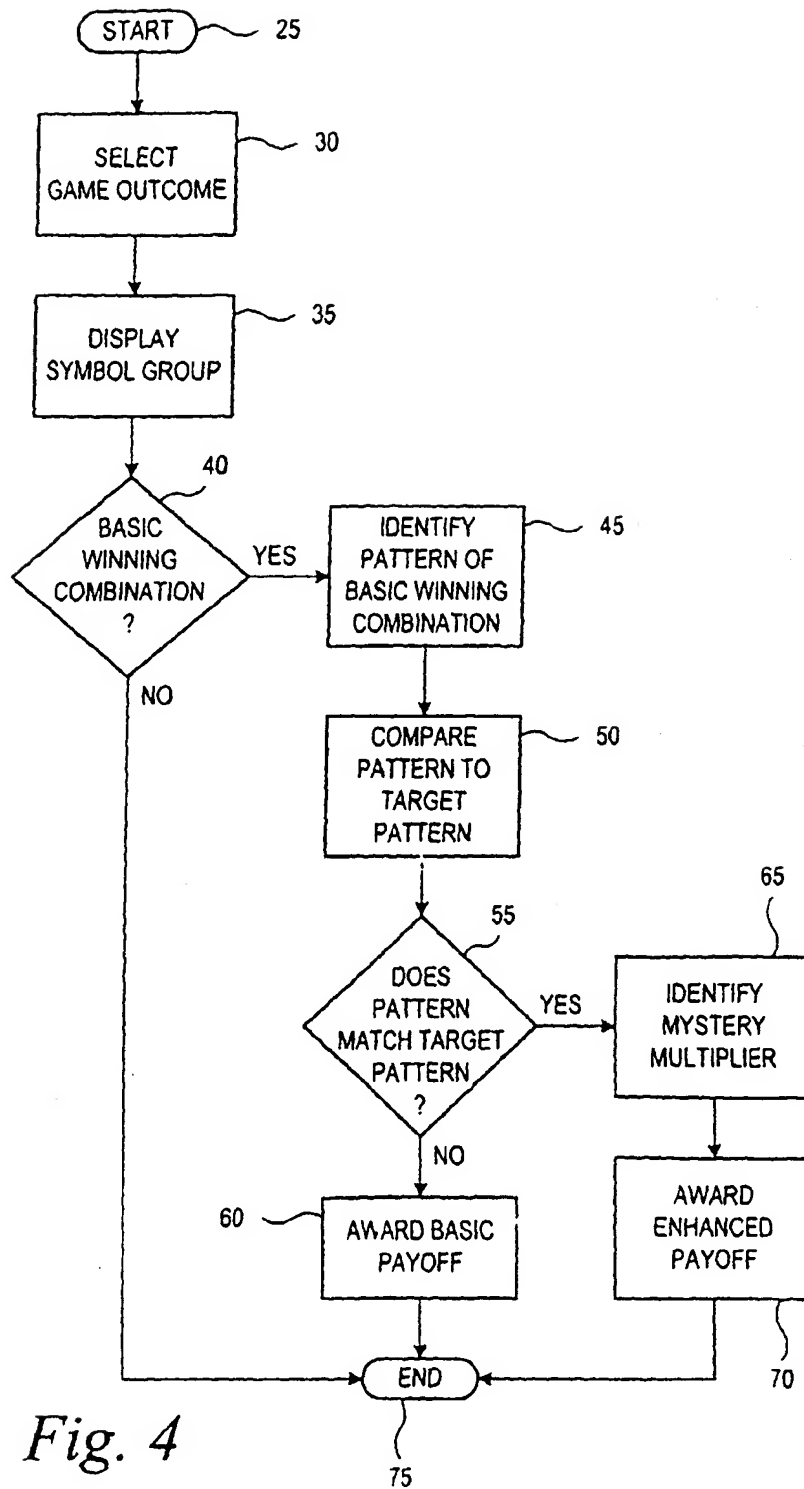 START
25
SELECT
GAME OUTCOME
30
DISPLAY
SYMBOL GROUP
35
BASIC
WINNING
COMBINATION
?
40
YES
NO
IDENTIFY
PATTERN OF
BASIC WINNING
COMBINATION
45
COMPARE
PATTERN TO
TARGET
PATTERN
50
DOES
PATTERN
MATCH TARGET
PATTERN
?
55
YES
NO
IDENTIFY
MYSTERY
MULTIPLIER
65
AWARD BASIC
PAYOFF
60
AWARD
ENHANCED
PAYOFF
70
END
75
Fig. 4